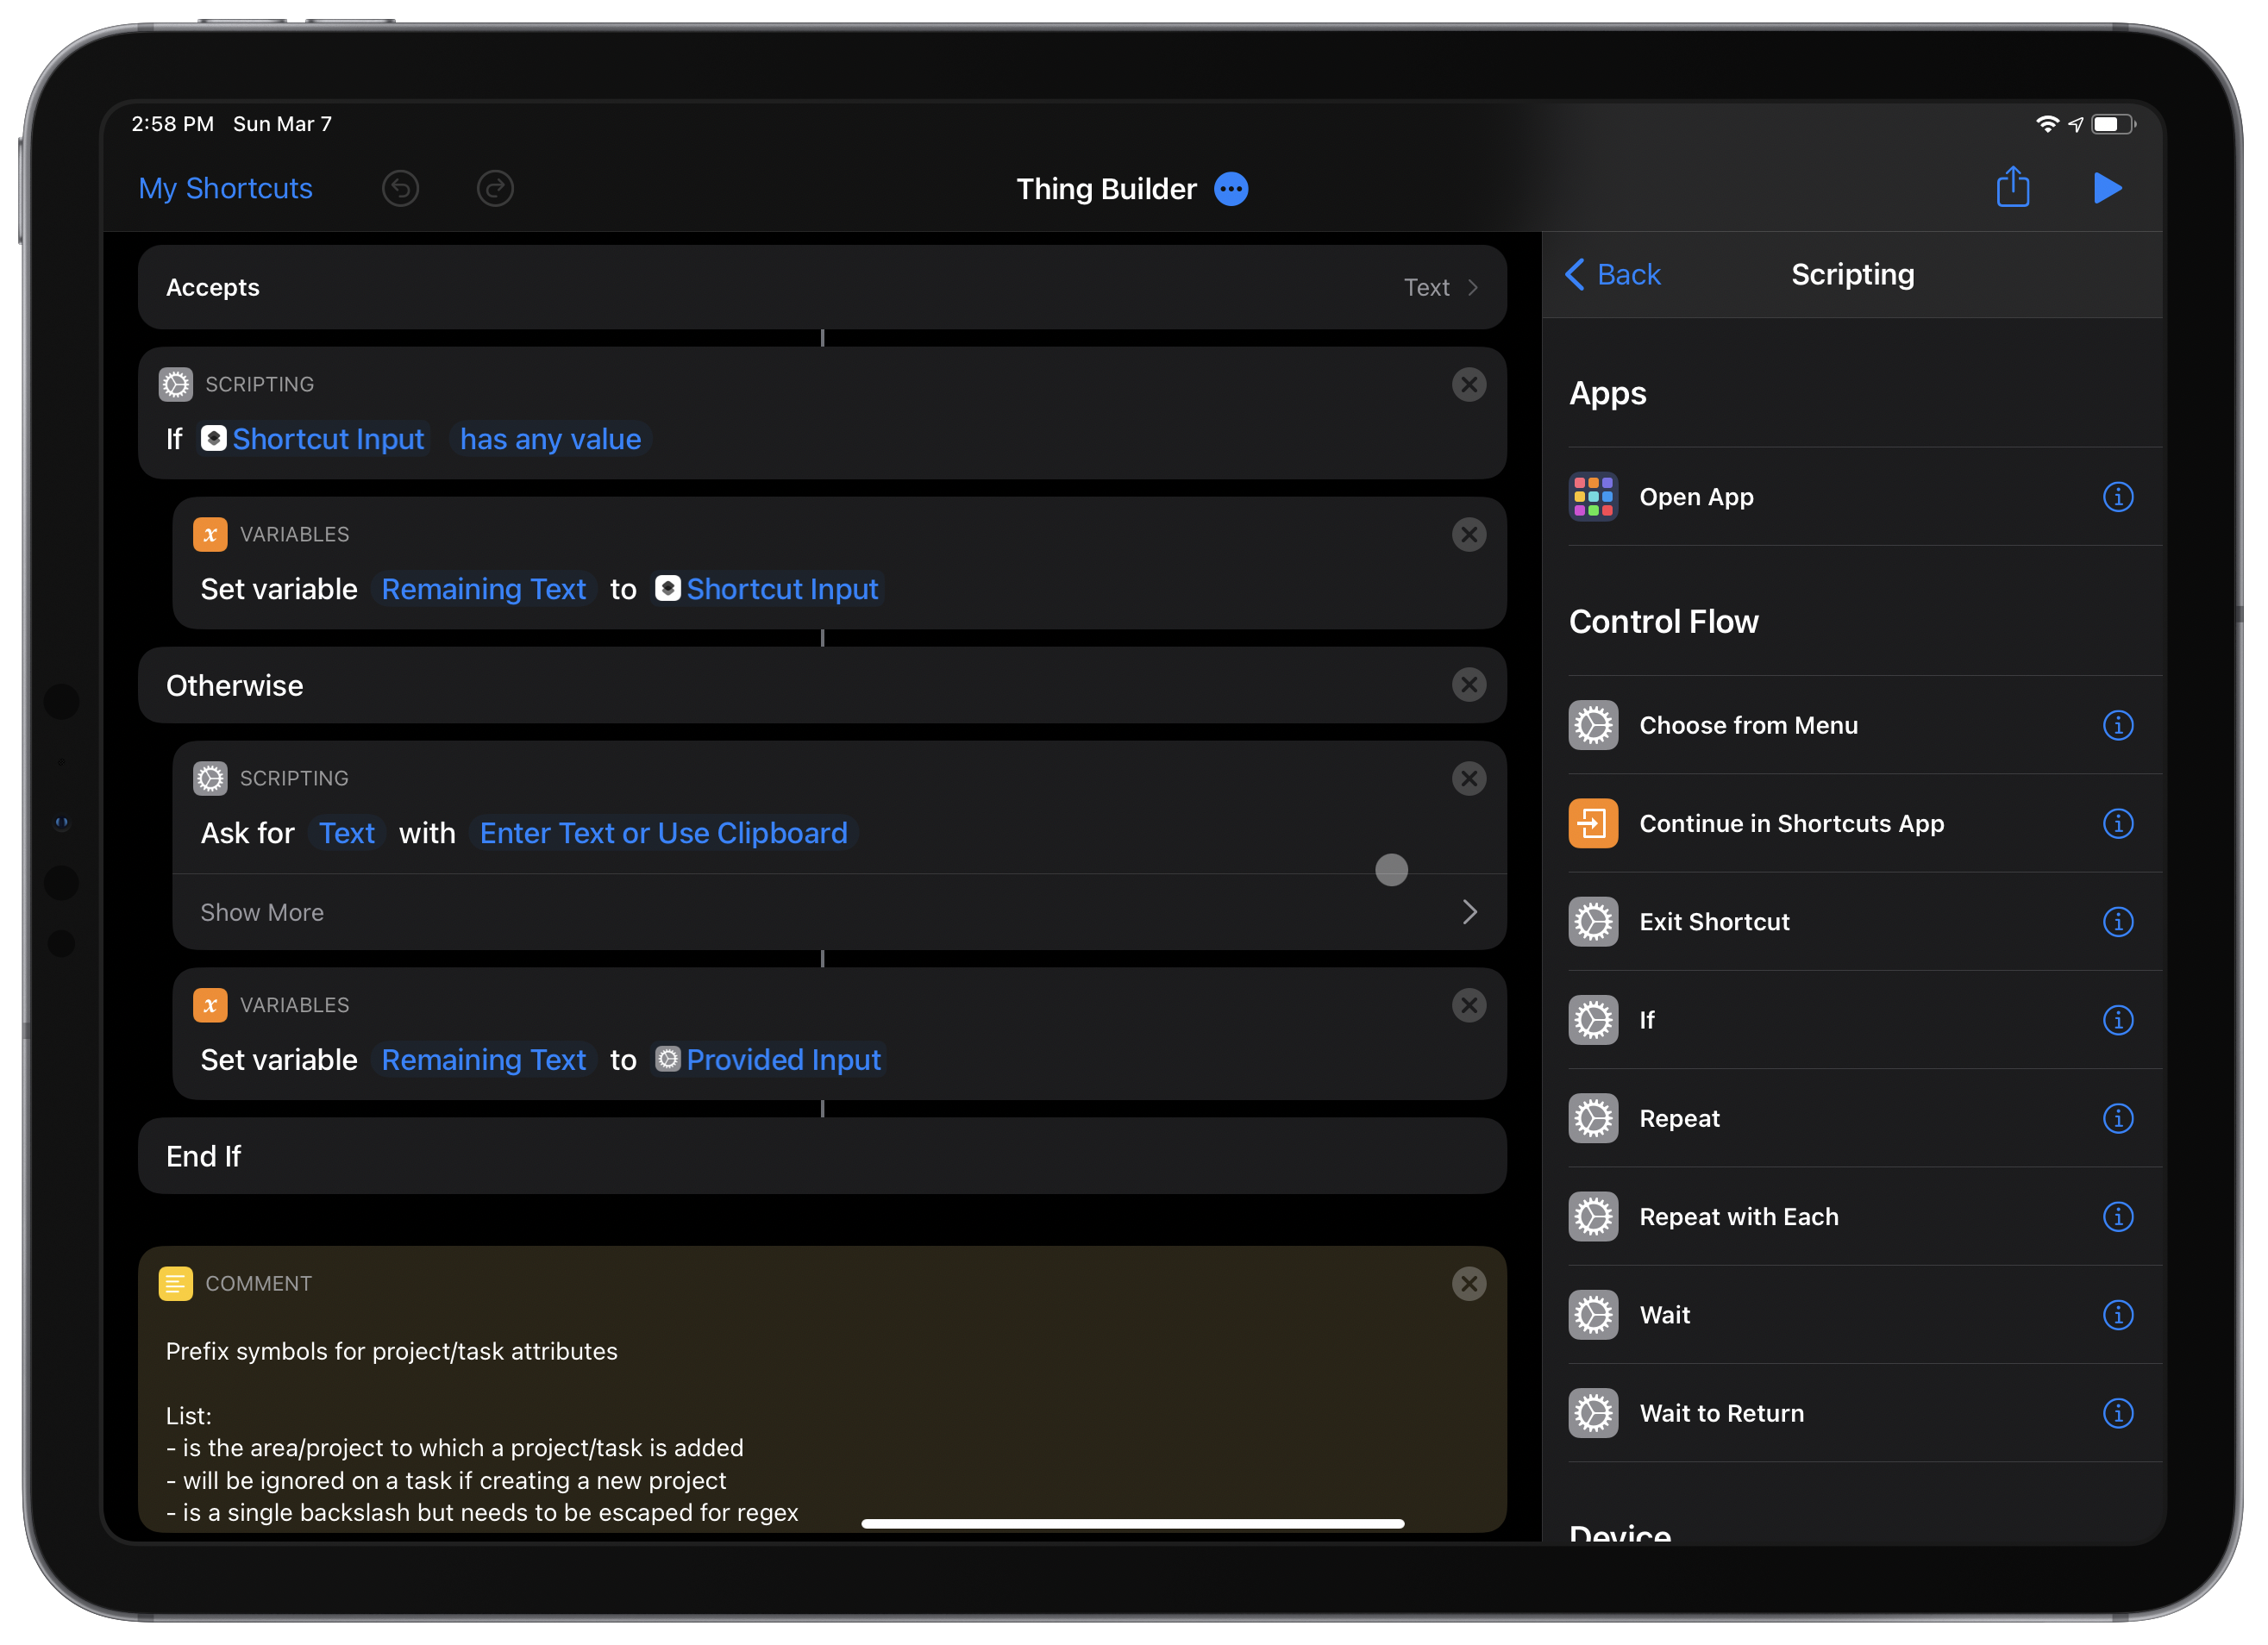 2:58 PM Sun Mar 7
My Shortcuts
Thing Builder
Accepts
Text
SCRIPTING
If Shortcut Input has any value
VARIABLES
Set variable Remaining Text to Shortcut Input
Otherwise
SCRIPTING
Ask for Text with Enter Text or Use Clipboard
Show More
VARIABLES
Set variable Remaining Text to Provided Input
End If
COMMENT
Prefix symbols for project/task attributes
List:
- is the area/project to which a project/task is added
- will be ignored on a task if creating a new project
- is a single backslash but needs to be escaped for regex
Back
Scripting
Apps
Open App
Control Flow
Choose from Menu
Continue in Shortcuts App
Exit Shortcut
If
Repeat
Repeat with Each
Wait
Wait to Return
Device